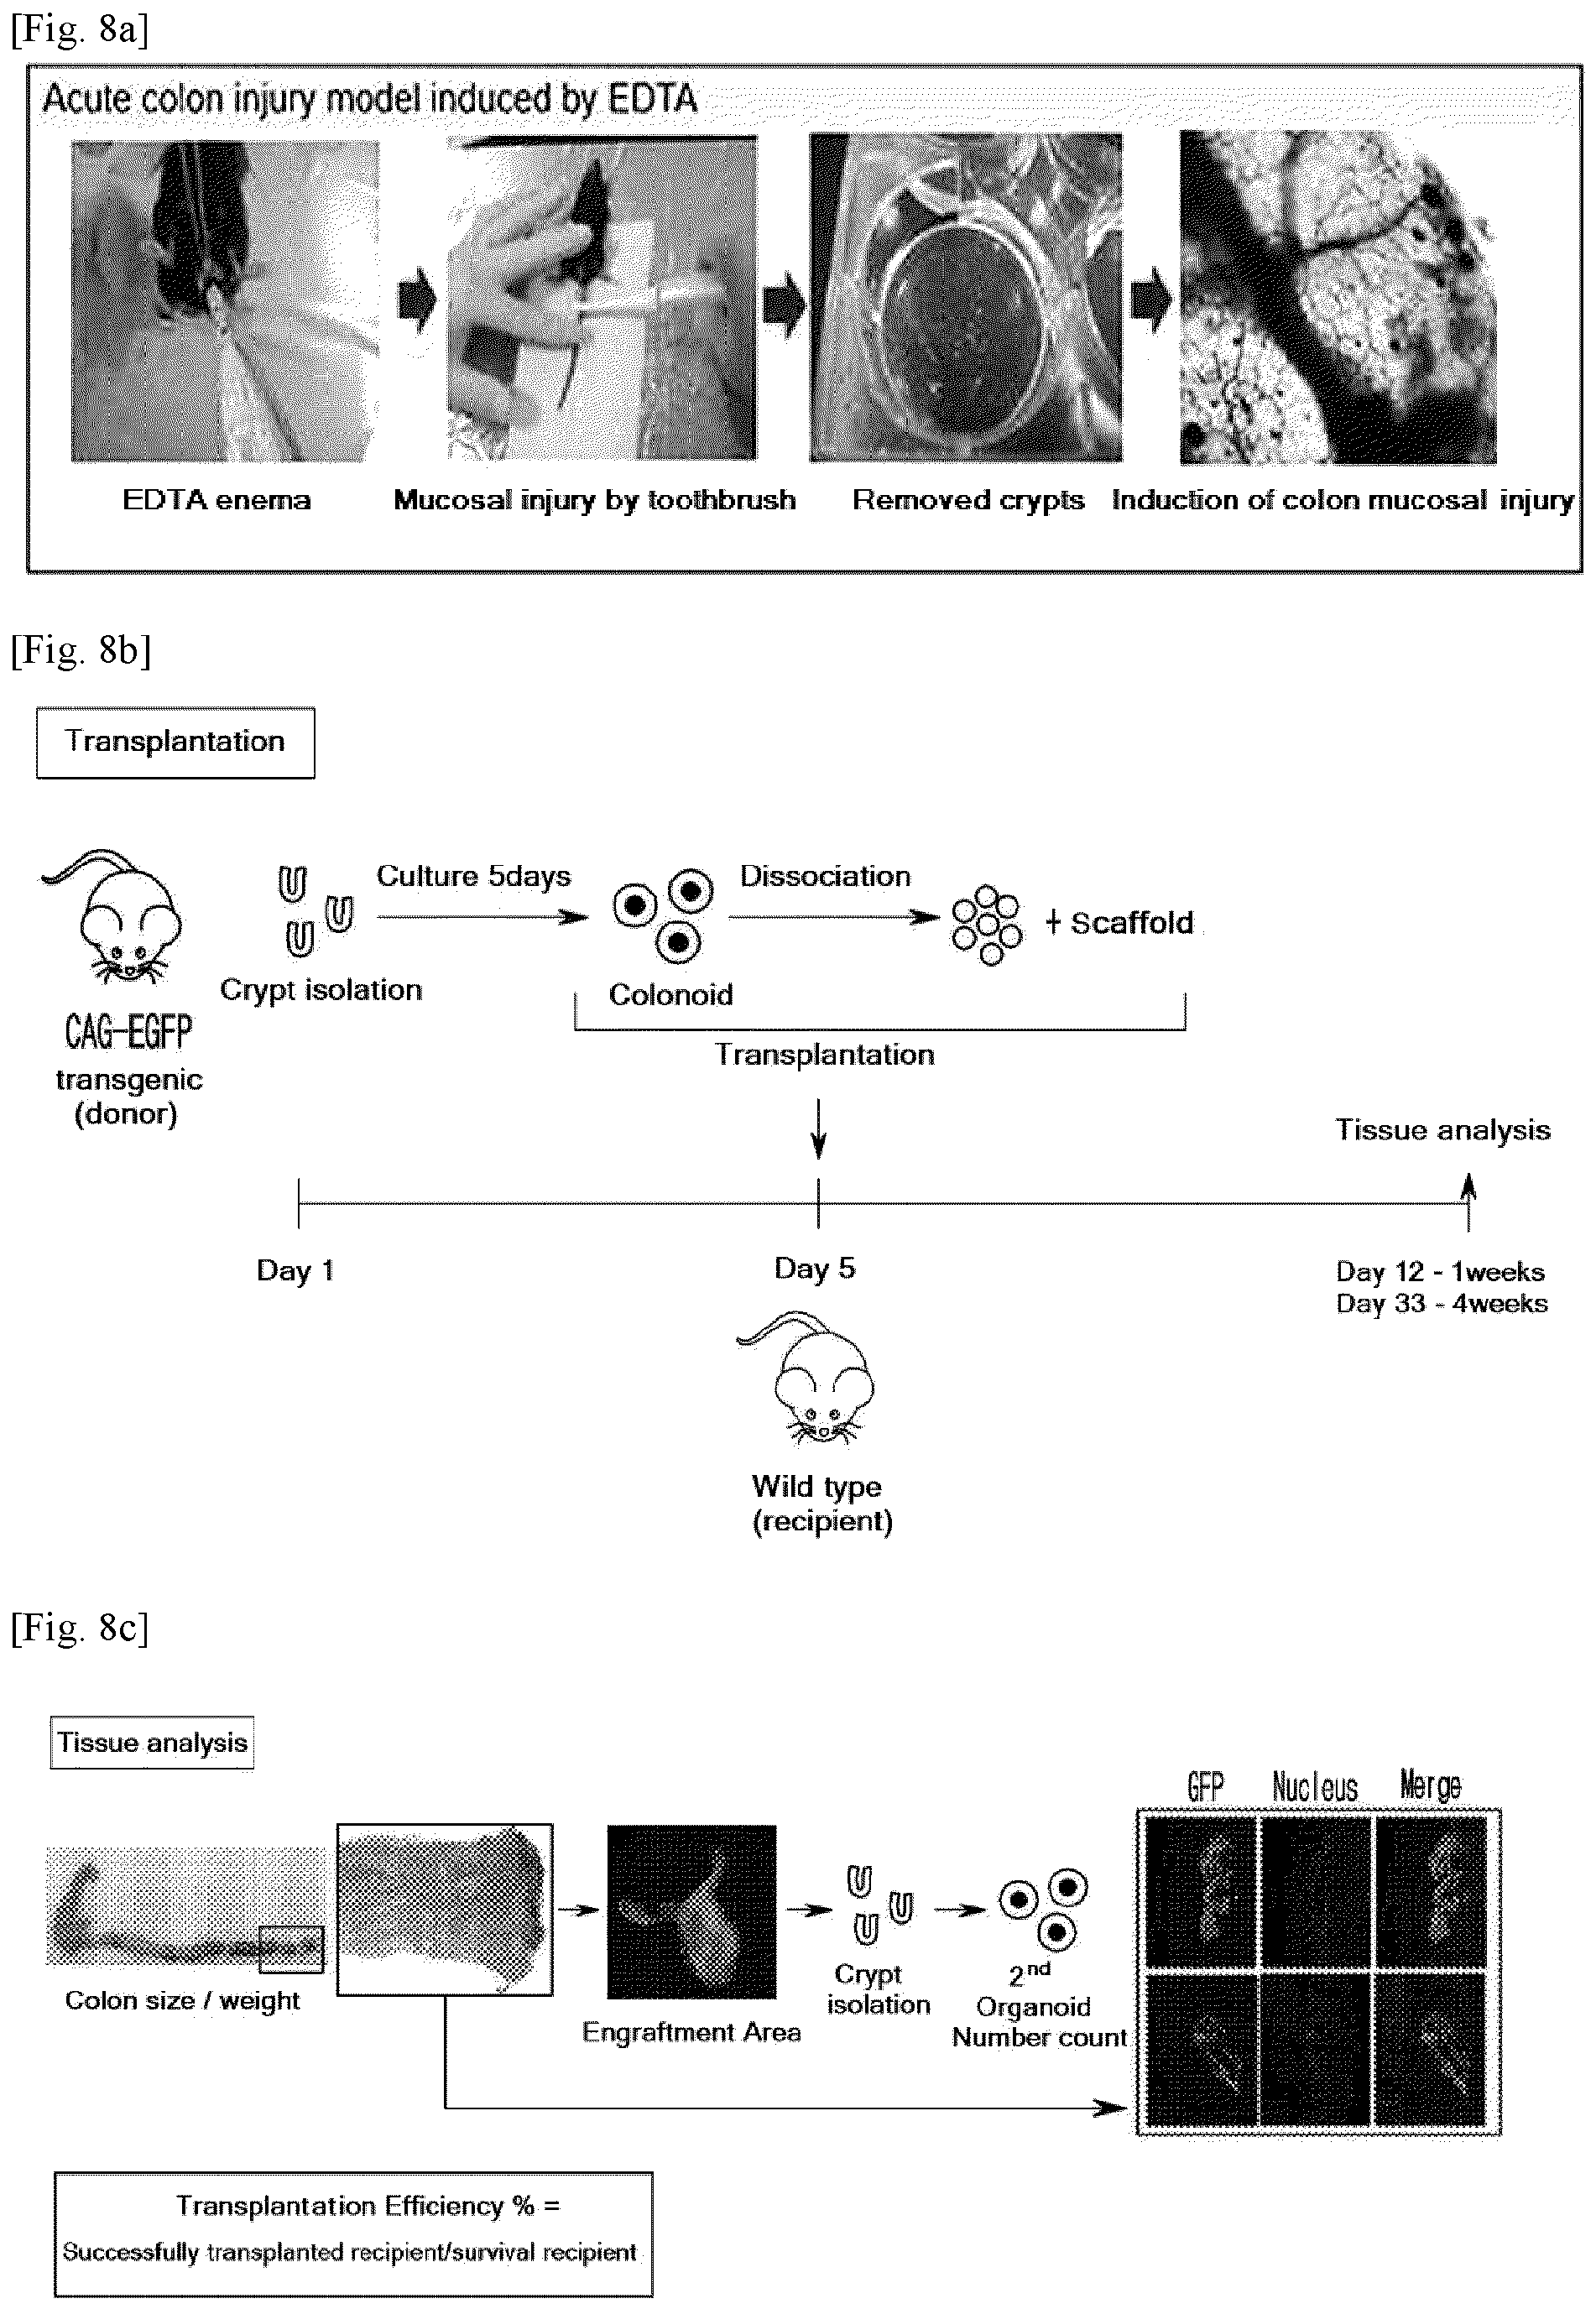 [Fig. 8a]
Acute colon injury model induced by EDTA
EDTA enema
Mucosal injury by toothbrush
Removed crypts
Induction of colon mucosal injury
[Fig. 8b]
Transplantation
Culture 5days
Dissociation
+ Scaffold
Crypt isolation
Colonoid
CAG-EGFP
transgenic
(donor)
Transplantation
Tissue analysis
Day 1
Day 5
Day 12 - 1weeks
Day 33 - 4weeks
Wild type
(recipient)
[Fig. 8c]
Tissue analysis
GFP
Nucleus
Merge
Colon size / weight
Engraftment Area
Crypt
isolation
2nd
Organoid
Number count
Transplantation Efficiency % =
Successfully transplanted recipient/survival recipient